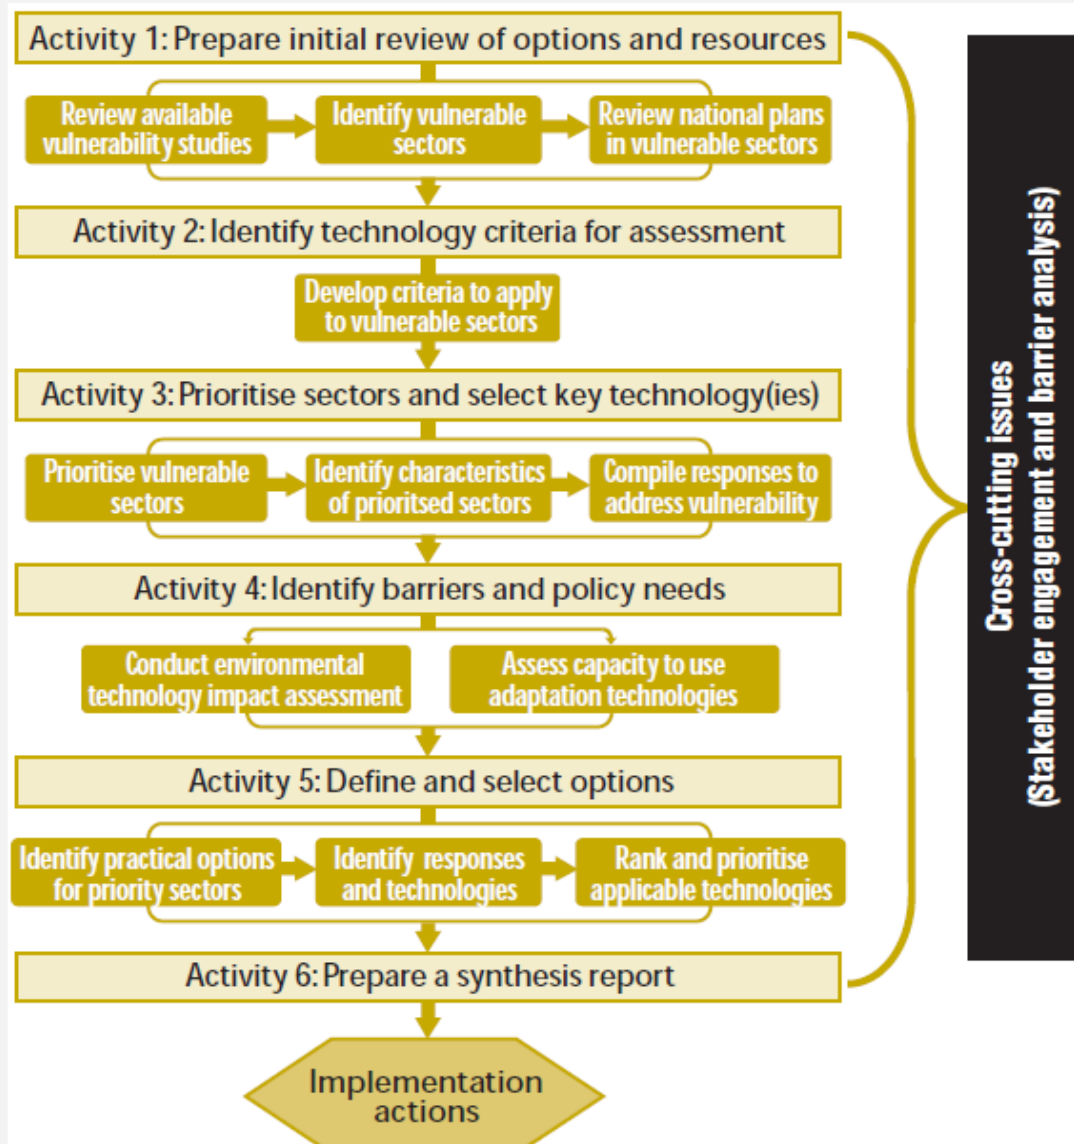 Activity 1: Prepare initial review of options and resources
Review available
vulnerability studies
Identify vulnerable
sectors
Review national plans
in vulnerable sectors
Activity 2: Identify technology criteria for assessment
Develop criteria to apply
to vulnerable sectors
Activity 3: Prioritise sectors and select key technology(ies)
Prioritise vulnerable
sectors
Identify characteristics
of prioritsed sectors
Compile responses to
address vulnerability
Activity 4: Identify barriers and policy needs
Conduct environmental
technology impact assessment
Assess capacity to use
adaptation technologies
Activity 5: Define and select options
Identify practical options
for priority sectors
Identify responses
and technologies
Rank and prioritise
applicable technologies
Activity 6: Prepare a synthesis report
Implementation
actions
Cross-cutting issues
(Stakeholder engagement and barrier analysis)